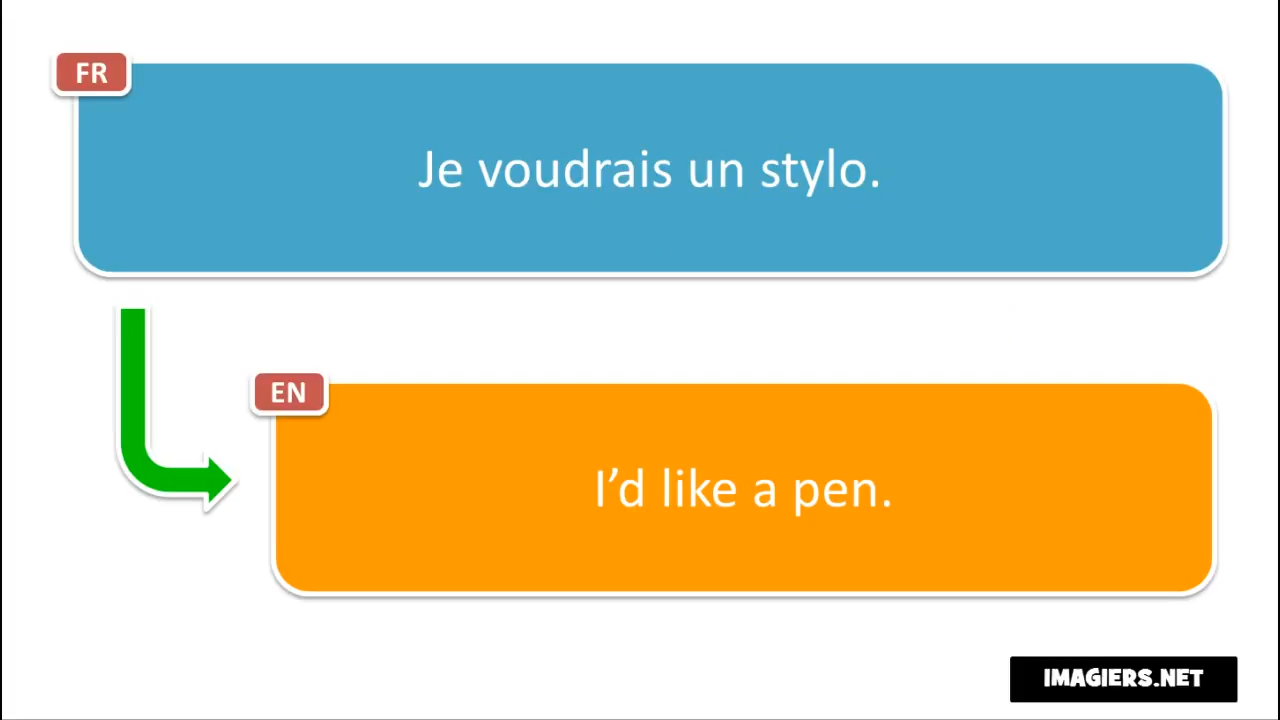 FR
Je voudrais un stylo.
EN
I’d like a pen.
IMAGIERS.NET